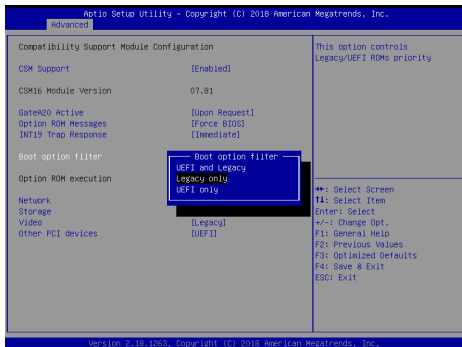 Aptio Setup Utility – Copyright (C) 2018 American Megatrends, Inc.
Advanced
Compatibility Support Module Configuration
CSM Support [Enabled]
CSM16 Module Version 07.81
GateA20 Active [Upon Request]
Option ROM Messages [Force BIOS]
INT19 Trap Response [Immediate]
Boot option filter
Option ROM execution
Network
Storage
Video [Legacy]
Other PCI devices [UEFI]
Boot option filter
UEFI and Legacy
Legacy only
UEFI only
This option controls
Legacy/UEFI ROMs priority
→←: Select Screen
↑↓: Select Item
Enter: Select
+/-: Change Opt.
F1: General Help
F2: Previous Values
F3: Optimized Defaults
F4: Save & Exit
ESC: Exit
Version 2.18.1263. Copyright (C) 2018 American Megatrends, Inc.